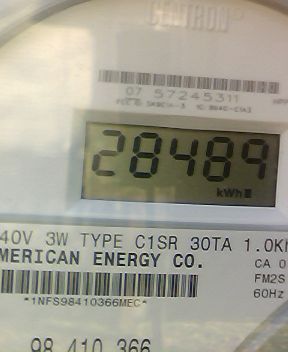 CENTRON®
07 57245311
28489
kWh
40V 3W TYPE C1SR 30TA 1.0K
MERICAN ENERGY CO.
CA 0
FM2S
*1NFS98410366MEC*
60Hz
98 410 366